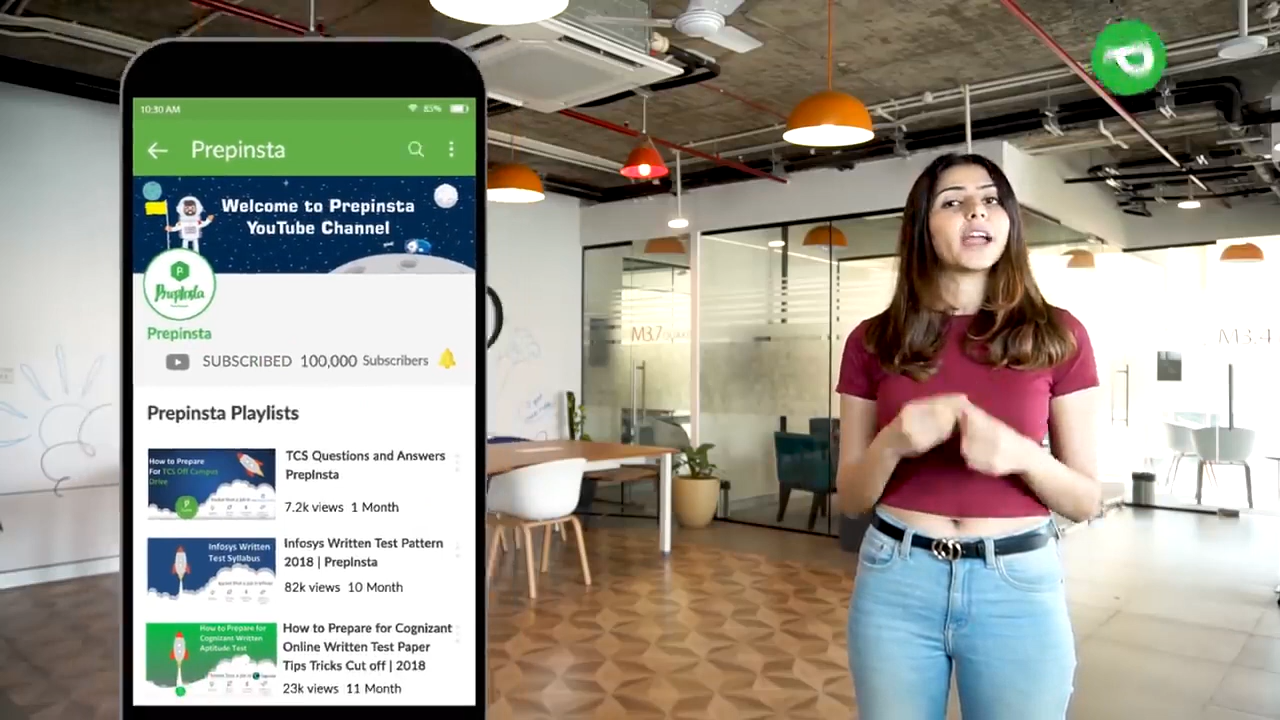 10:30 AM
85%
Prepinsta
Welcome to Prepinsta
YouTube Channel
P
PrepInsta
Prepinsta
SUBSCRIBED 100,000 Subscribers
Prepinsta Playlists
How to Prepare
For TCS Off Campus
Drive
TCS Questions and Answers
PrepInsta
7.2k views 1 Month
Infosys Written
Test Syllabus
Infosys Written Test Pattern
2018 | PrepInsta
82k views 10 Month
How to Prepare for
Cognizant Written
Aptitude Test
How to Prepare for Cognizant
Online Written Test Paper
Tips Tricks Cut off | 2018
23k views 11 Month
M3.7
M3.4
P